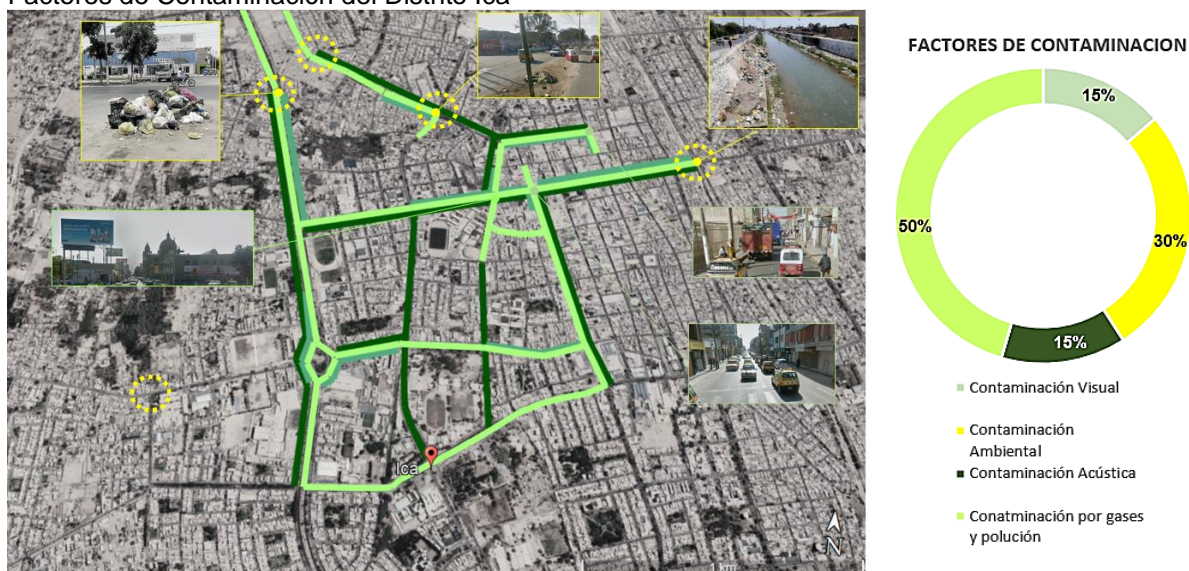 Factores de Contaminación del Distrito Ica
FACTORES DE CONTAMINACION
15%
30%
15%
50%
Contaminación Visual
Contaminación
Ambiental
Contaminación Acústica
Conatminación por gases
y polución
Ica
N
1 km